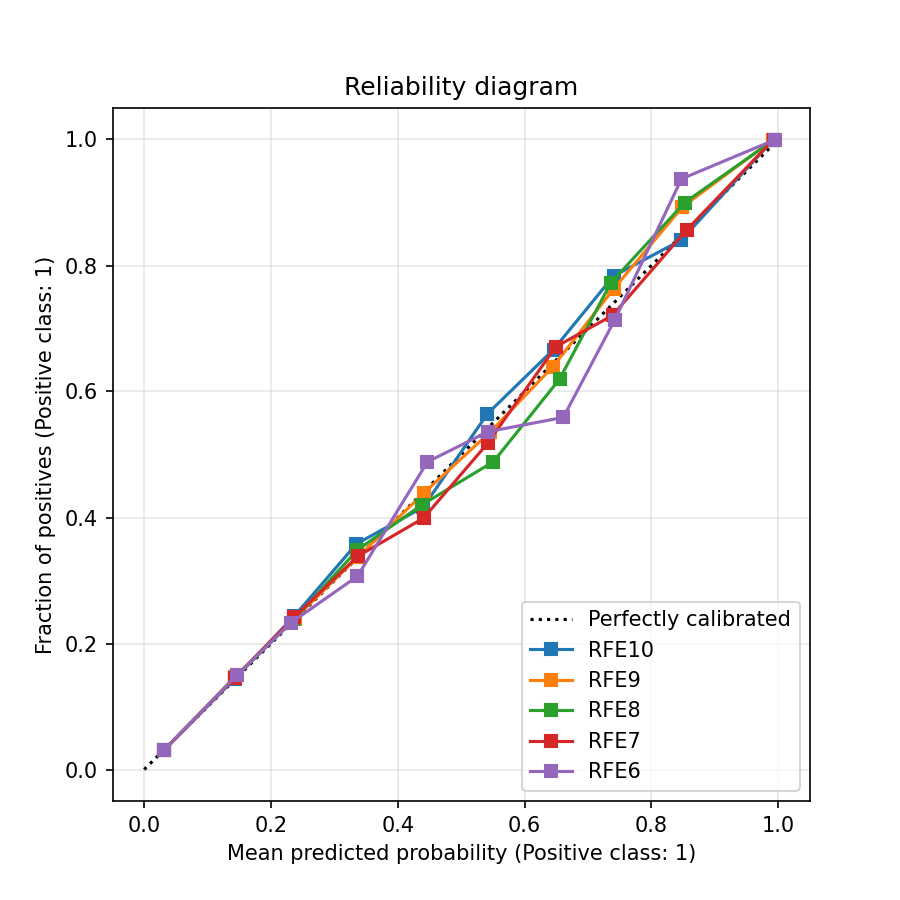 Reliability diagram
Fraction of positives (Positive class: 1)
1.0
0.8
0.6
0.4
0.2
0.0
Perfectly calibrated
RFE10
RFE9
RFE8
RFE7
RFE6
0.0 0.2 0.4 0.6 0.8 1.0
Mean predicted probability (Positive class: 1)